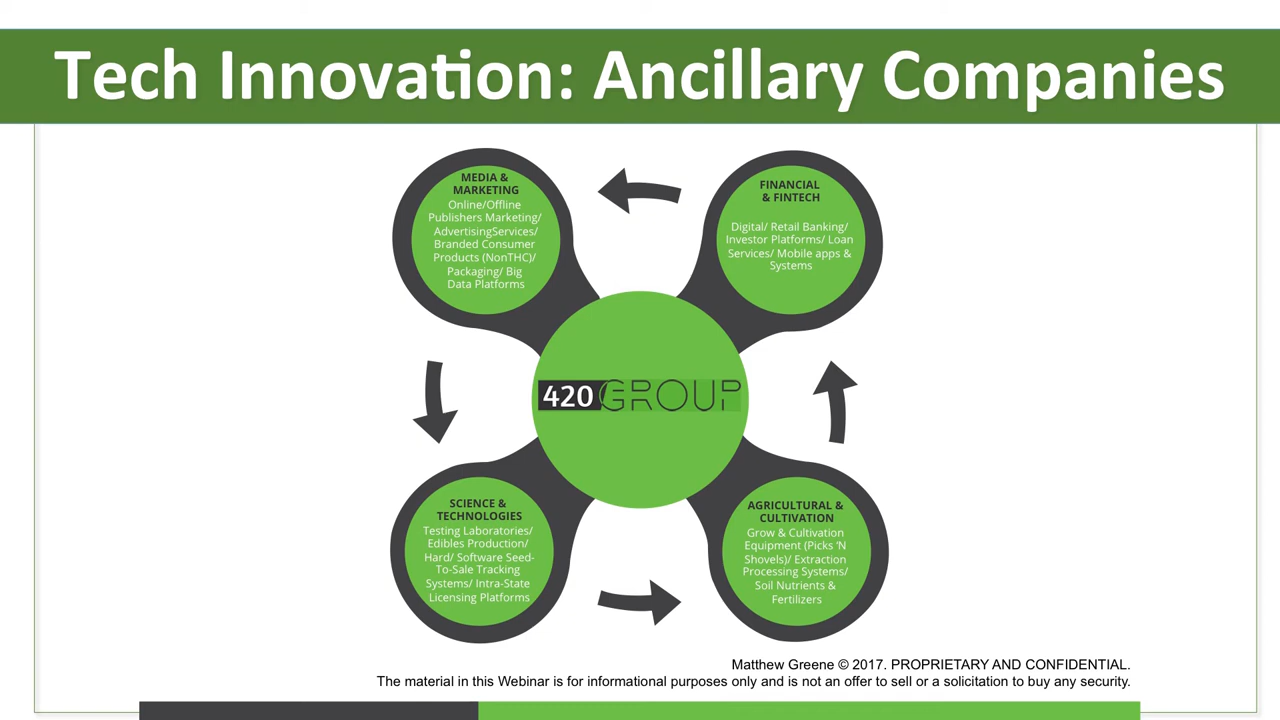 Tech Innovation: Ancillary Companies
MEDIA &
MARKETING
Online/Offline
Publishers Marketing/
AdvertisingServices/
Branded Consumer
Products (NonTHC)/
Packaging/ Big
Data Platforms
FINANCIAL
& FINTECH
Digital/ Retail Banking/
Investor Platforms/ Loan
Services/ Mobile apps &
Systems
420 GROUP
SCIENCE &
TECHNOLOGIES
Testing Laboratories/
Edibles Production/
Hard/ Software Seed-
To-Sale Tracking
Systems/ Intra-State
Licensing Platforms
AGRICULTURAL &
CULTIVATION
Grow & Cultivation
Equipment (Picks ‘N
Shovels)/ Extraction
Processing Systems/
Soil Nutrients &
Fertilizers
Matthew Greene © 2017. PROPRIETARY AND CONFIDENTIAL.
The material in this Webinar is for informational purposes only and is not an offer to sell or a solicitation to buy any security.